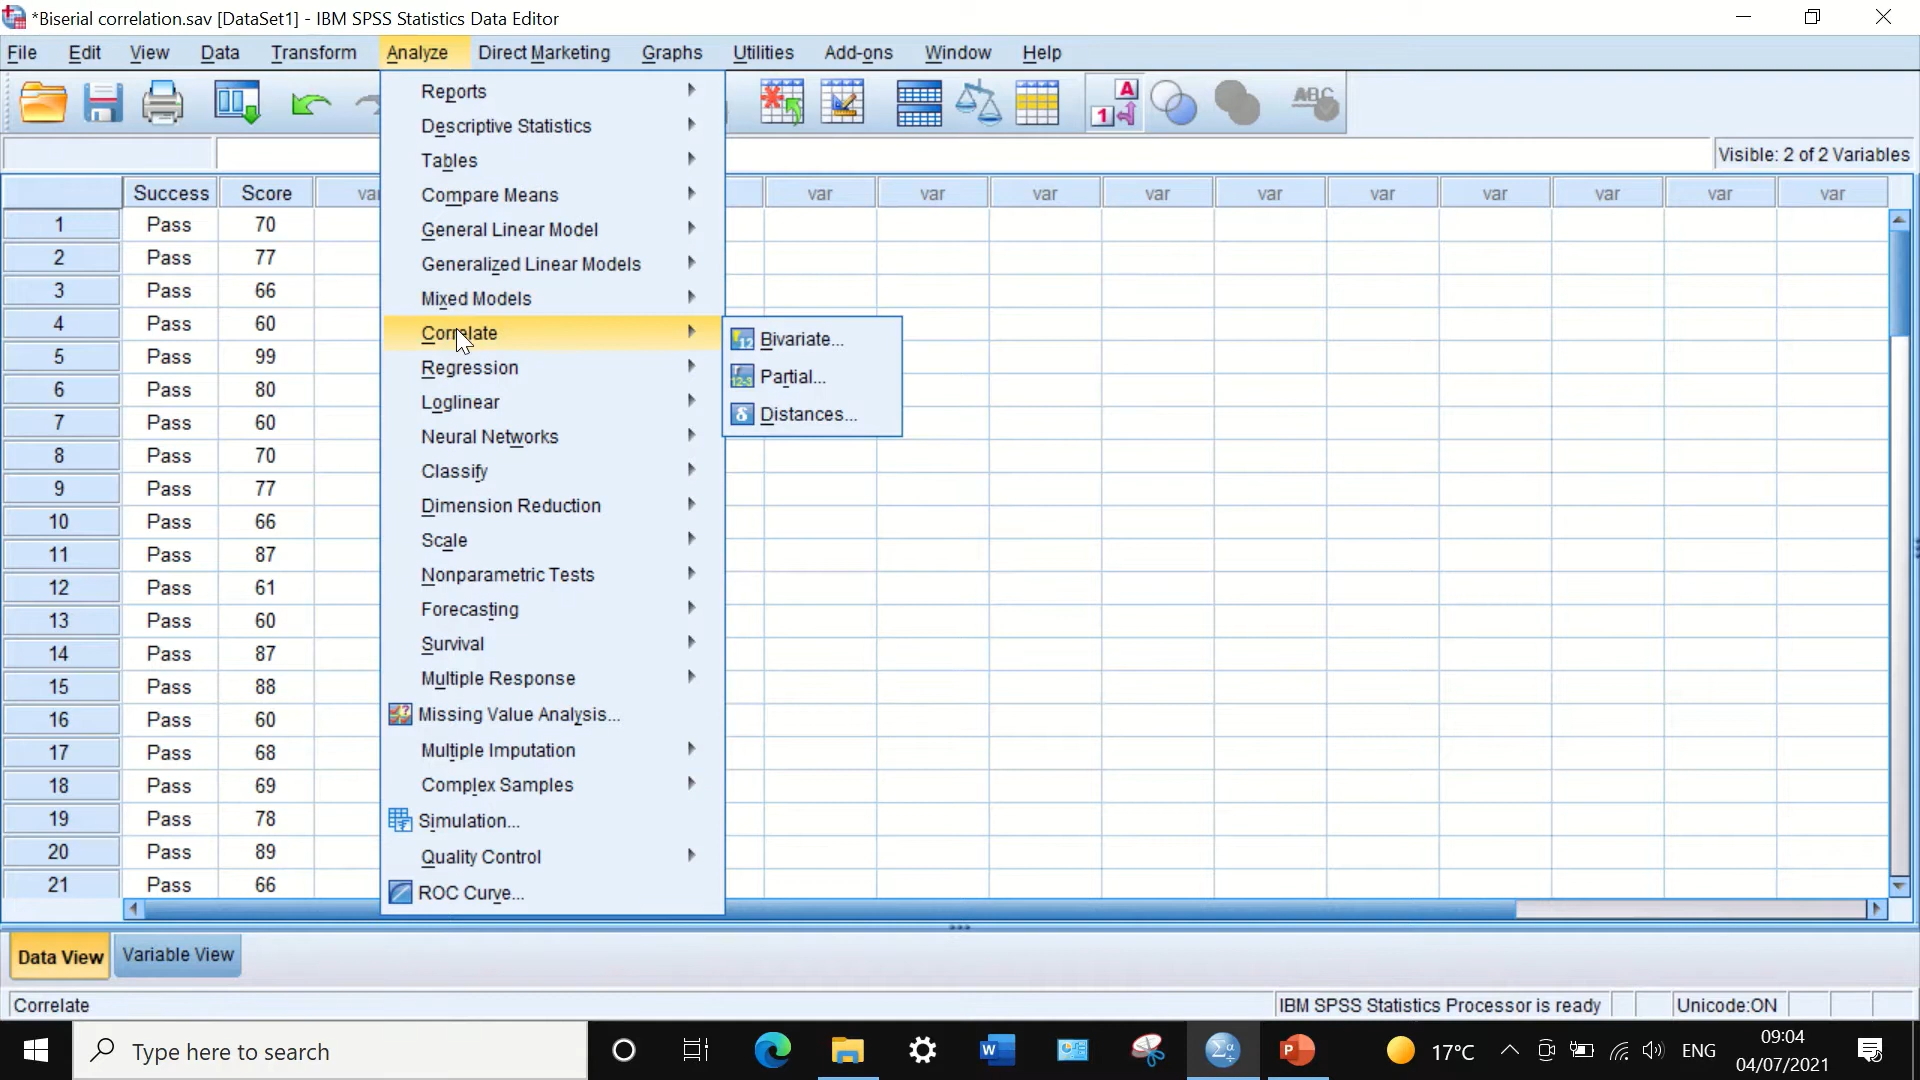 *Biserial correlation.sav [DataSet1] - IBM SPSS Statistics Data Editor
File Edit View Data Transform Analyze Direct Marketing Graphs Utilities Add-ons Window Help
A
1
ABC
Visible: 2 of 2 Variables
Success Score var var var var var var var var var var
1 Pass 70
2 Pass 77
3 Pass 66
4 Pass 60
5 Pass 99
6 Pass 80
7 Pass 60
8 Pass 70
9 Pass 77
10 Pass 66
11 Pass 87
12 Pass 61
13 Pass 60
14 Pass 87
15 Pass 88
16 Pass 60
17 Pass 68
18 Pass 69
19 Pass 78
20 Pass 89
21 Pass 66
Reports
Descriptive Statistics
Tables
Compare Means
General Linear Model
Generalized Linear Models
Mixed Models
Correlate
Regression
Loglinear
Neural Networks
Classify
Dimension Reduction
Scale
Nonparametric Tests
Forecasting
Survival
Multiple Response
Missing Value Analysis...
Multiple Imputation
Complex Samples
Simulation...
Quality Control
ROC Curve...
Bivariate...
Partial...
Distances...
Data View Variable View
Correlate IBM SPSS Statistics Processor is ready Unicode:ON
Type here to search 17°C ENG 09:04
04/07/2021